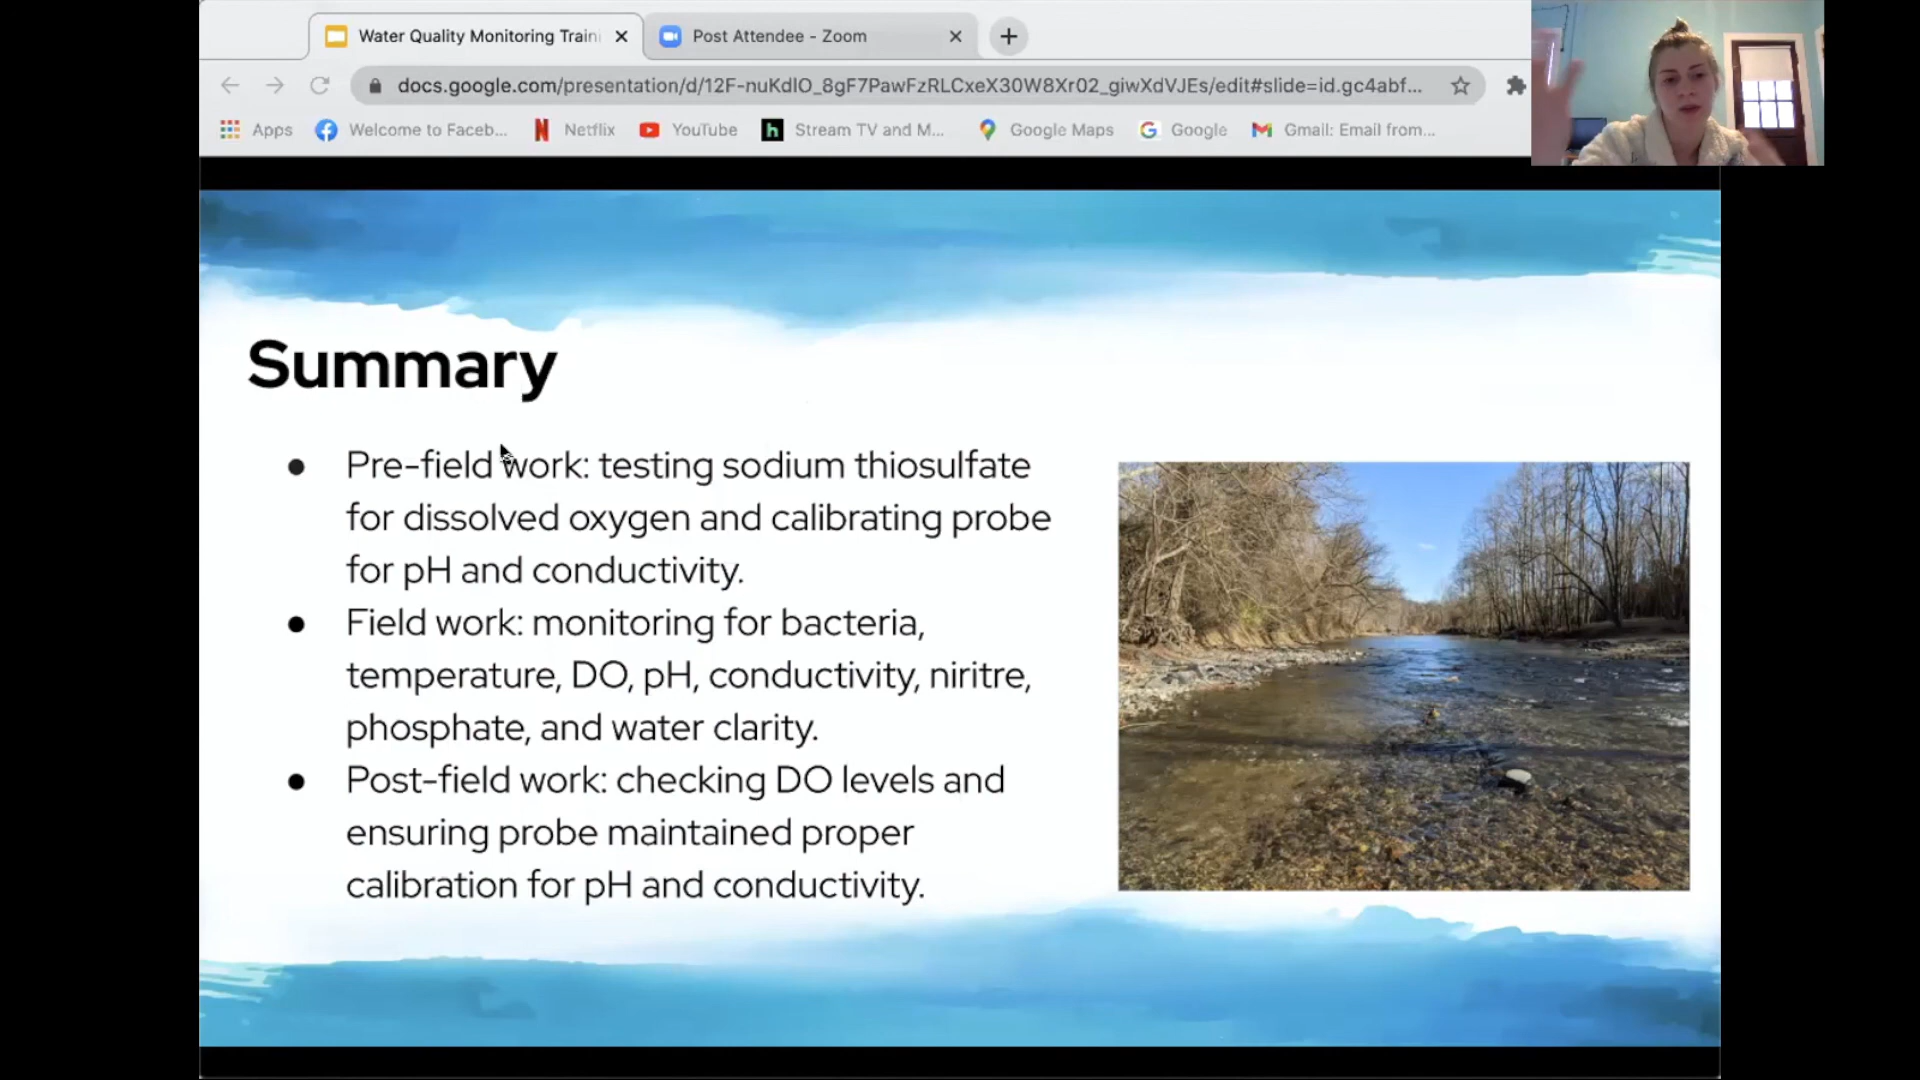 Water Quality Monitoring Traini
Post Attendee - Zoom
docs.google.com/presentation/d/12F-nuKdlO_8gF7PawFzRLCxeX30W8Xr02_giwXdVJEs/edit#slide=id.gc4abf...
Apps
Welcome to Faceb...
Netflix
YouTube
h
Stream TV and M...
Google Maps
Google
Gmail: Email from...
Summary
● Pre-field work: testing sodium thiosulfate
for dissolved oxygen and calibrating probe
for pH and conductivity.
● Field work: monitoring for bacteria,
temperature, DO, pH, conductivity, niritre,
phosphate, and water clarity.
● Post-field work: checking DO levels and
ensuring probe maintained proper
calibration for pH and conductivity.